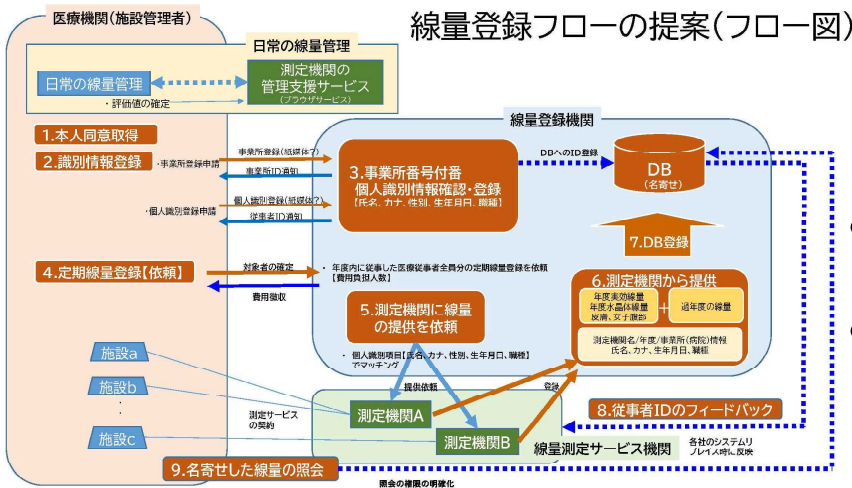 線量登録フローの提案(フロー図)
医療機関(施設管理者)
日常の線量管理
日常の線量管理
測定機関の
管理支援サービス
(ブラウザサービス)
・評価値の確定
線量登録機関
1.本人同意取得
2.識別情報登録
・事業所登録申請
事業所登録(紙媒体?)
事業所ID通知
・個人識別登録申請
個人識別登録(紙媒体?)
従事者ID通知
3.事業所番号付番
個人識別情報確認・登録
【氏名、カナ、性別、生年月日、職種】
DBへのID登録
DB
(名寄せ)
7.DB登録
4.定期線量登録【依頼】
対象者の確定
費用徴収
・ 年度内に従事した医療従事者全員分の定期線量登録を依頼
【費用負担人数】
5.測定機関に線量
の提供を依頼
・ 個人識別項目【氏名、カナ、性別、生年月日、職種】
でマッチング
6.測定機関から提供
年度実効線量
年度水晶体線量
皮膚、女子腹部
+
過年度の線量
測定機関名/年度/事業所(病院)情報
氏名、カナ、生年月日、職種
施設a
施設b
・
・
施設c
測定サービス
の契約
提供依頼
登録
測定機関A
測定機関B
線量測定サービス機関
8.従事者IDのフィードバック
各社のシステムリ
プレイス時に反映
9.名寄せした線量の照会
照会の権限の明確化